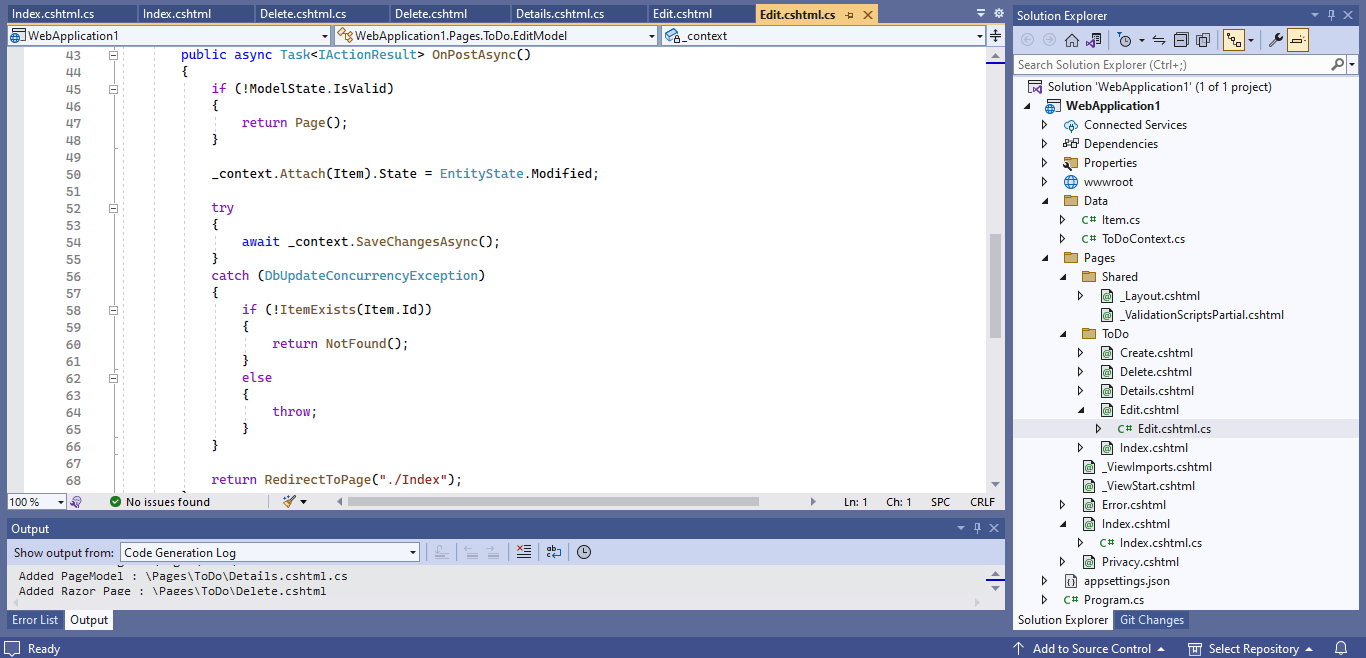 Index.cshtml.cs Index.cshtml Delete.cshtml.cs Delete.cshtml Details.cshtml.cs Edit.cshtml Edit.cshtml.cs
WebApplication1 WebApplication1.Pages.ToDo.EditModel _context
43 public async Task<IActionResult> OnPostAsync()
44 {
45 if (!ModelState.IsValid)
46 {
47 return Page();
48 }
49
50 _context.Attach(Item).State = EntityState.Modified;
51
52 try
53 {
54 await _context.SaveChangesAsync();
55 }
56 catch (DbUpdateConcurrencyException)
57 {
58 if (!ItemExists(Item.Id))
59 {
60 return NotFound();
61 }
62 else
63 {
64 throw;
65 }
66 }
67
68 return RedirectToPage("./Index");
100 % No issues found Ln: 1 Ch: 1 SPC CRLF
Output
Show output from: Code Generation Log
Added PageModel : \Pages\ToDo\Details.cshtml.cs
Added Razor Page : \Pages\ToDo\Delete.cshtml
Error List Output
Solution Explorer
Search Solution Explorer (Ctrl+;)
Solution 'WebApplication1' (1 of 1 project)
WebApplication1
Connected Services
Dependencies
Properties
wwwroot
Data
C# Item.cs
C# ToDoContext.cs
Pages
Shared
_Layout.cshtml
_ValidationScriptsPartial.cshtml
ToDo
Create.cshtml
Delete.cshtml
Details.cshtml
Edit.cshtml
C# Edit.cshtml.cs
Index.cshtml
_ViewImports.cshtml
_ViewStart.cshtml
Error.cshtml
Index.cshtml
C# Index.cshtml.cs
Privacy.cshtml
appsettings.json
C# Program.cs
Solution Explorer Git Changes
Ready Add to Source Control Select Repository